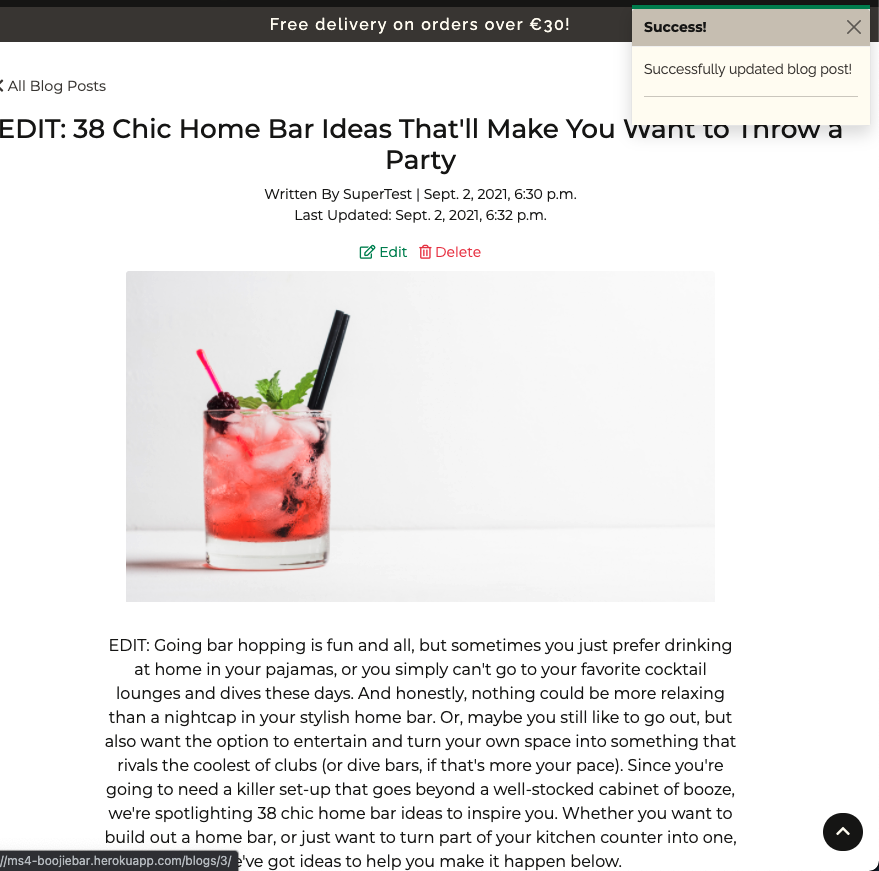 Free delivery on orders over €30!
Success!
Successfully updated blog post!
All Blog Posts
EDIT: 38 Chic Home Bar Ideas That'll Make You Want to Throw a
Party
Written By SuperTest | Sept. 2, 2021, 6:30 p.m.
Last Updated: Sept. 2, 2021, 6:32 p.m.
Edit Delete
EDIT: Going bar hopping is fun and all, but sometimes you just prefer drinking
at home in your pajamas, or you simply can't go to your favorite cocktail
lounges and dives these days. And honestly, nothing could be more relaxing
than a nightcap in your stylish home bar. Or, maybe you still like to go out, but
also want the option to entertain and turn your own space into something that
rivals the coolest of clubs (or dive bars, if that's more your pace). Since you're
going to need a killer set-up that goes beyond a well-stocked cabinet of booze,
we're spotlighting 38 chic home bar ideas to inspire you. Whether you want to
build out a home bar, or just want to turn part of your kitchen counter into one,
e've got ideas to help you make it happen below.
//ms4-boojiebar.herokuapp.com/blogs/3/